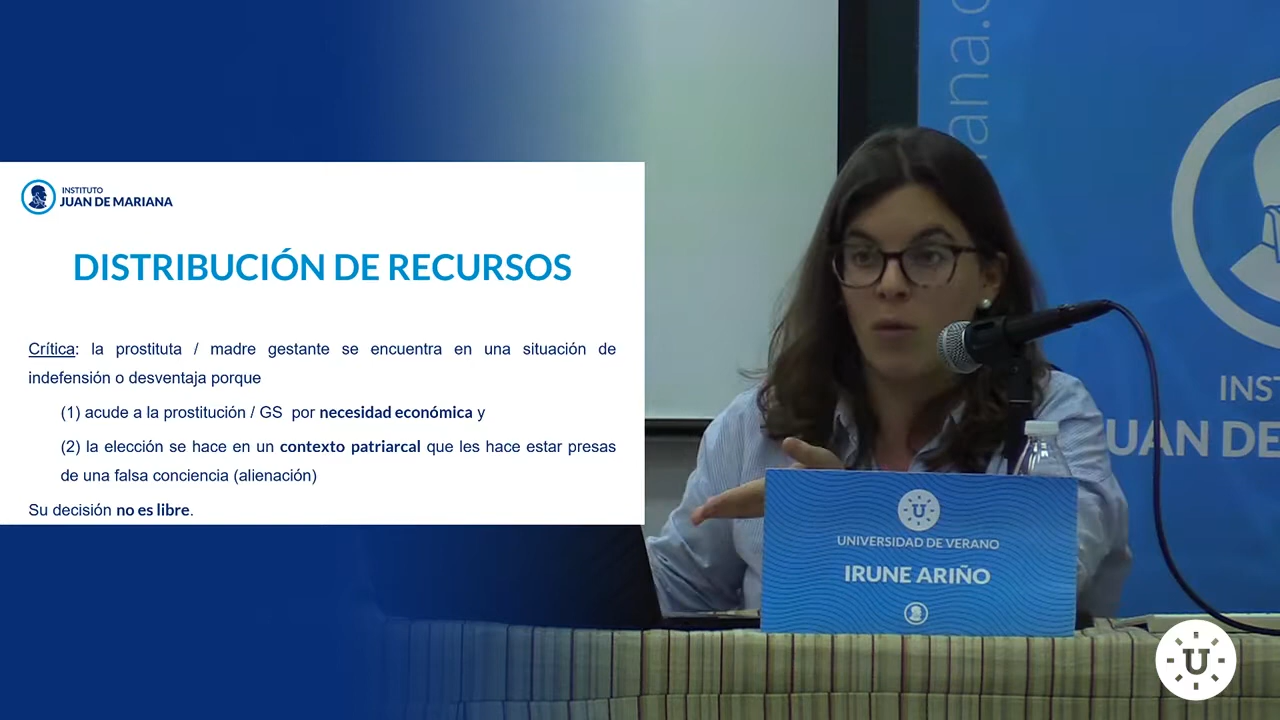 INSTITUTO
JUAN DE MARIANA
DISTRIBUCIÓN DE RECURSOS
Crítica: la prostituta / madre gestante se encuentra en una situación de
indefensión o desventaja porque
(1) acude a la prostitución / GS por necesidad económica y
(2) la elección se hace en un contexto patriarcal que les hace estar presas
de una falsa conciencia (alienación)
Su decisión no es libre.
U
UNIVERSIDAD DE VERANO
IRUNE ARIÑO
U